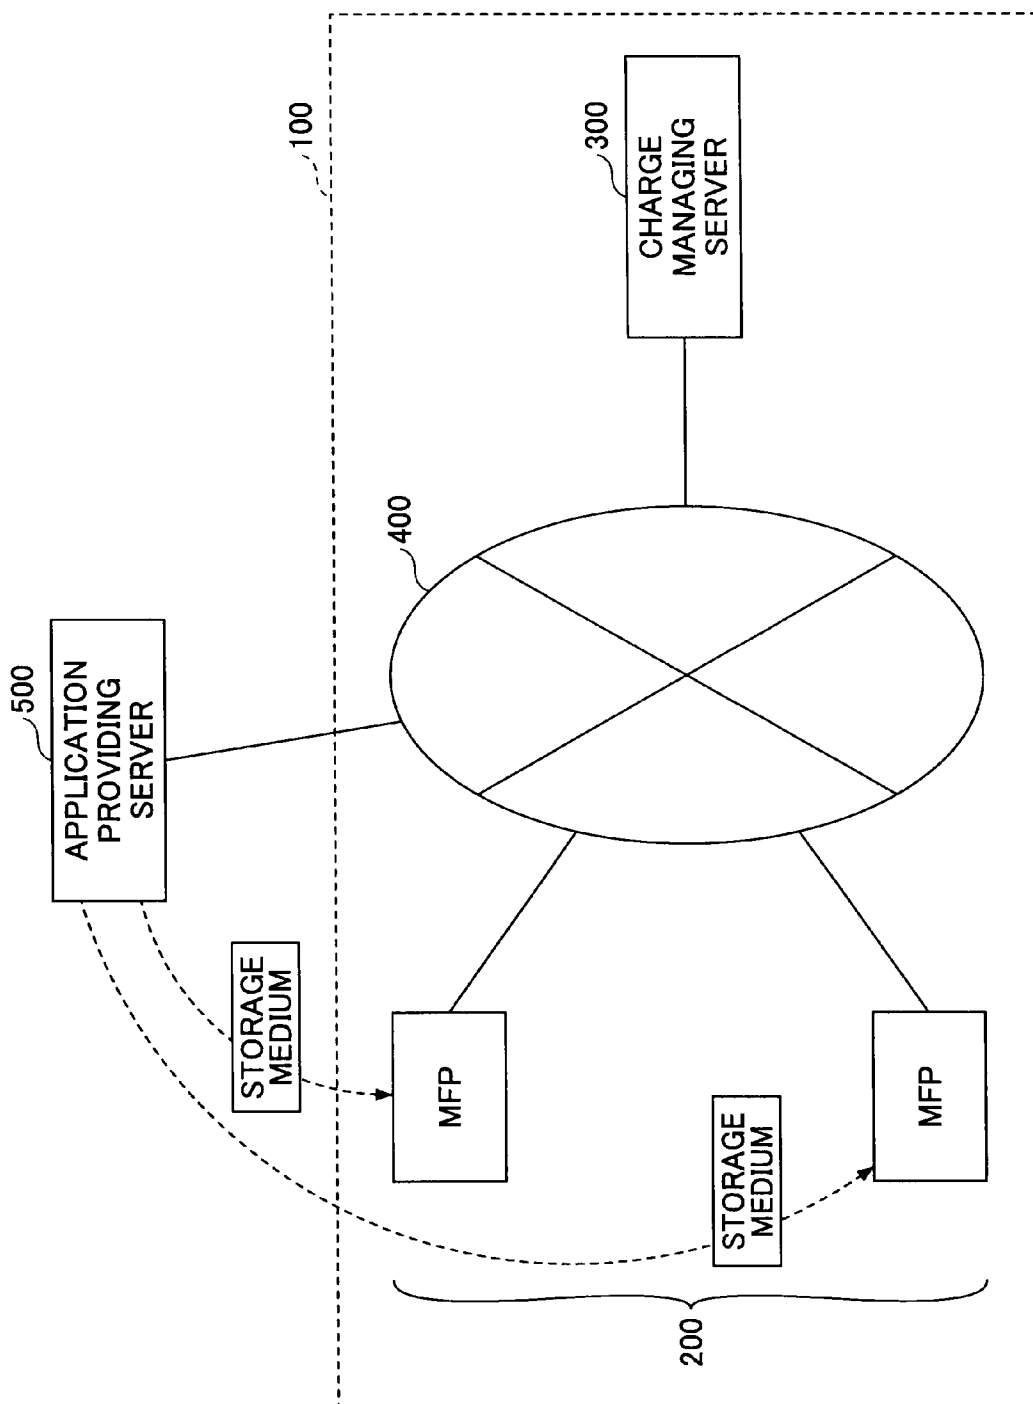 500
APPLICATION
PROVIDING
SERVER
100
STORAGE
MEDIUM
400
300
CHARGE
MANAGING
SERVER
MFP
STORAGE
MEDIUM
MFP
200